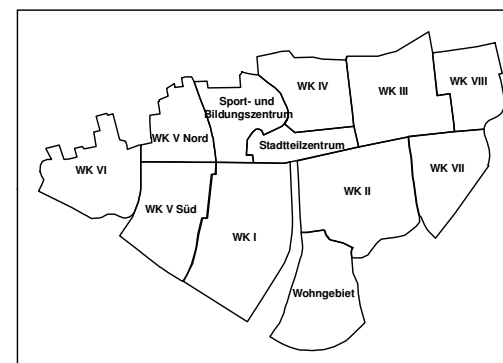 WK VIII
WK IV
WK III
Sport- und
Bildungszentrum
WK V Nord
Stadtteilzentrum
WK VI
WK VII
WK II
WK V Süd
WK I
Wohngebiet